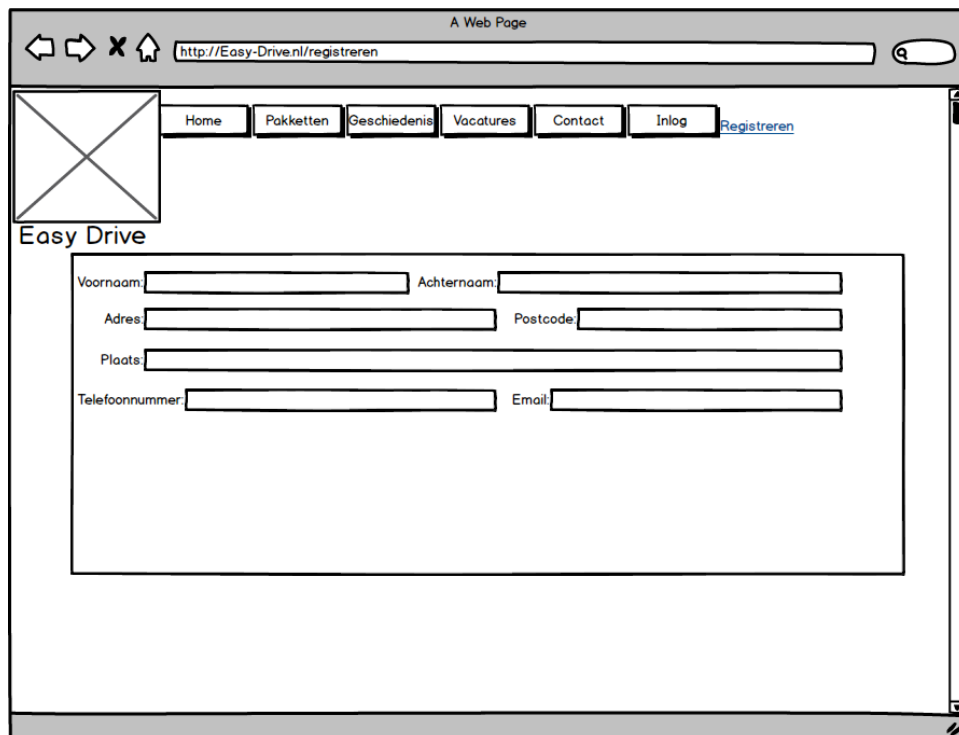 A Web Page
http://Easy-Drive.nl/registreren
Home Pakketten Geschiedenis Vacatures Contact Inlog Registreren
Easy Drive
Voornaam: Achternaam:
Adres: Postcode:
Plaats:
Telefoonnummer: Email: